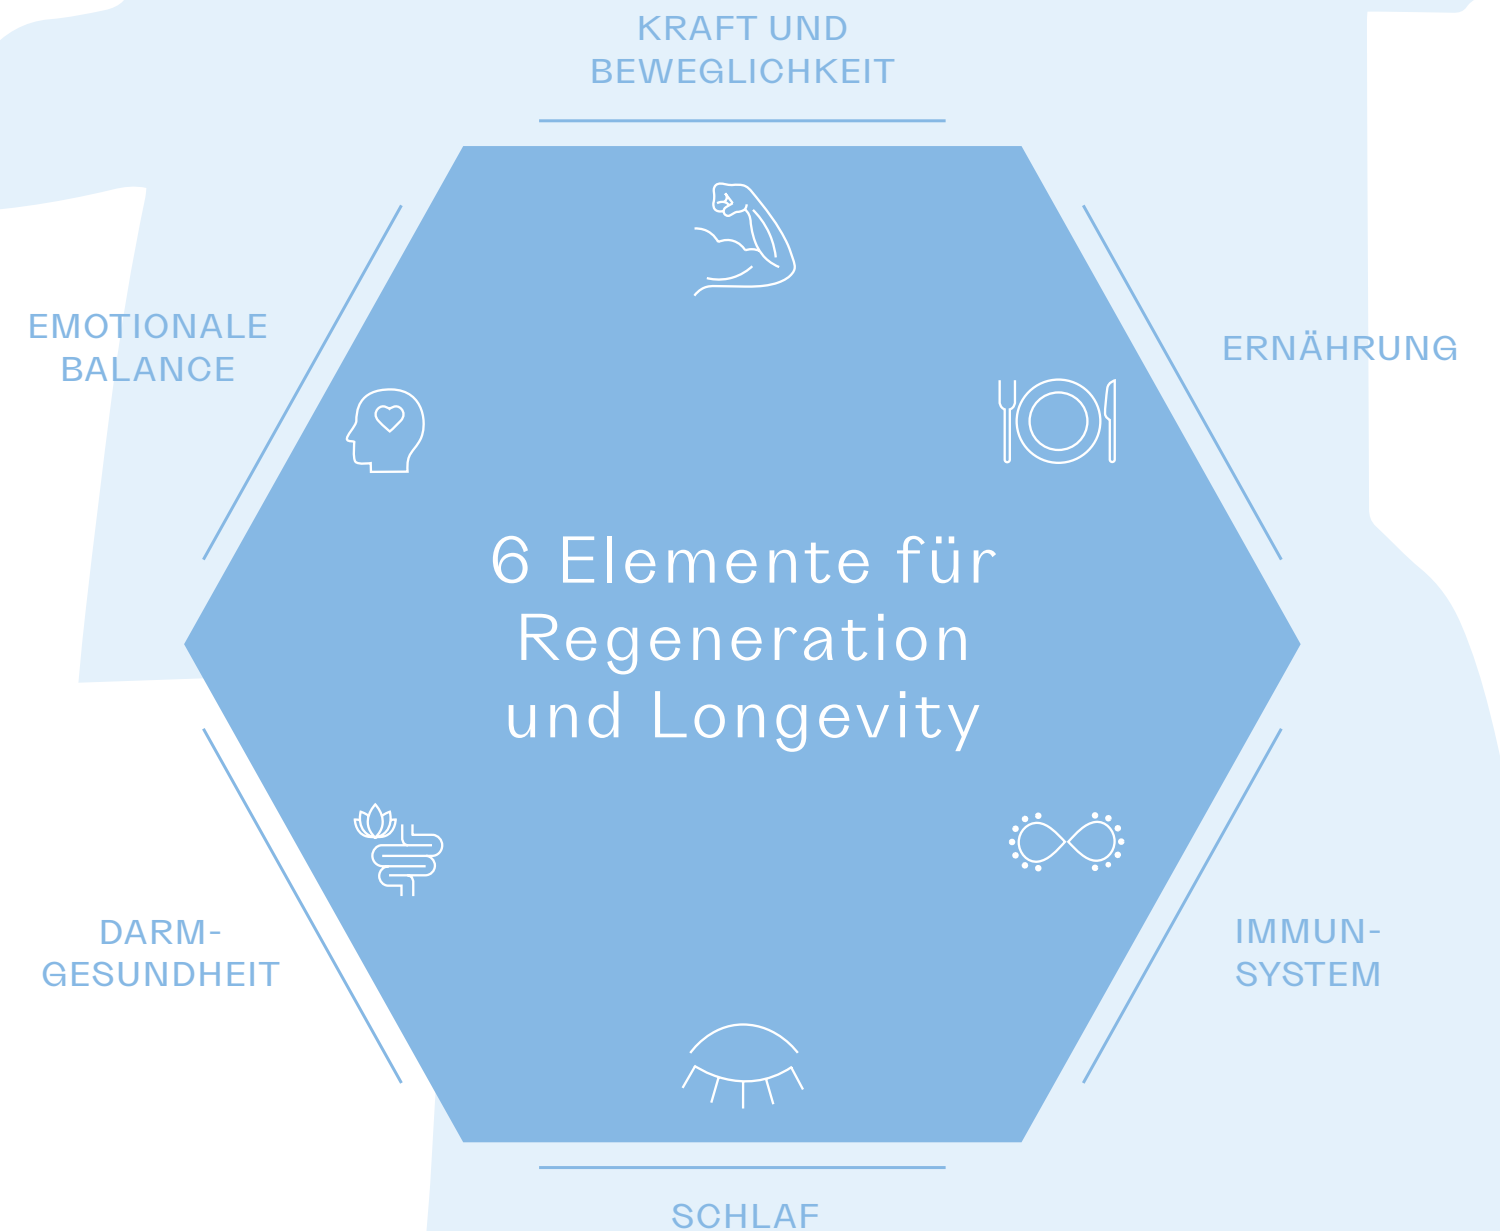 KRAFT UND
BEWEGLICHKEIT
EMOTIONALE
BALANCE
ERNÄHRUNG
6 Elemente für
Regeneration
und Longevity
DARM-
GESUNDHEIT
IMMUN-
SYSTEM
SCHLAF